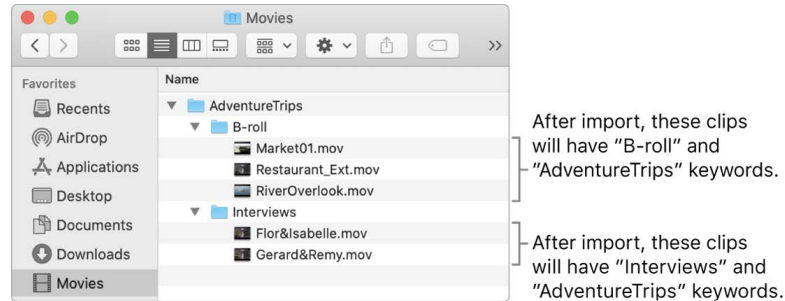 Movies
Favorites
Recents
AirDrop
Applications
Desktop
Documents
Downloads
Movies
Name
AdventureTrips
B-roll
Market01.mov
Restaurant_Ext.mov
RiverOverlook.mov
Interviews
Flor&Isabelle.mov
Gerard&Remy.mov
After import, these clips
will have "B-roll" and
"AdventureTrips" keywords.
After import, these clips
will have "Interviews" and
"AdventureTrips" keywords.